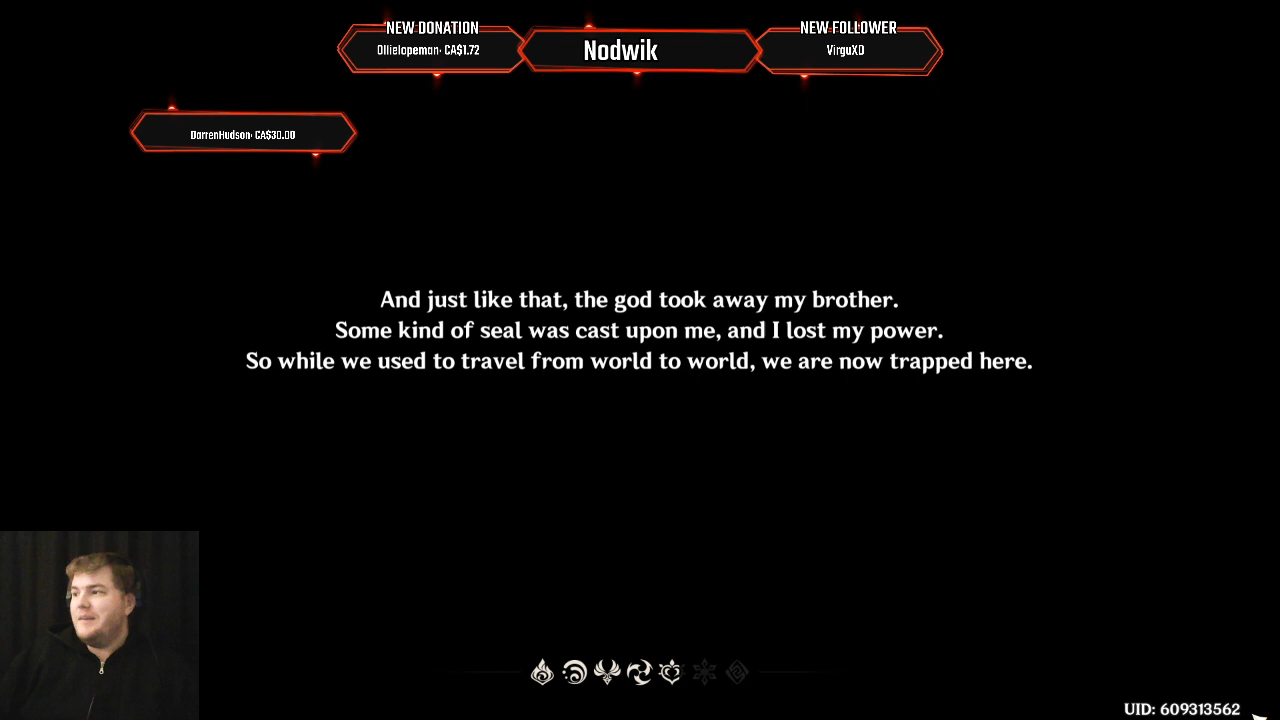 NEW DONATION
Ollielopeman: CA$1.72
Nodwik
NEW FOLLOWER
VirguXD
DarrenHudson: CA$30.00
And just like that, the god took away my brother.
Some kind of seal was cast upon me, and I lost my power.
So while we used to travel from world to world, we are now trapped here.
UID: 609313562